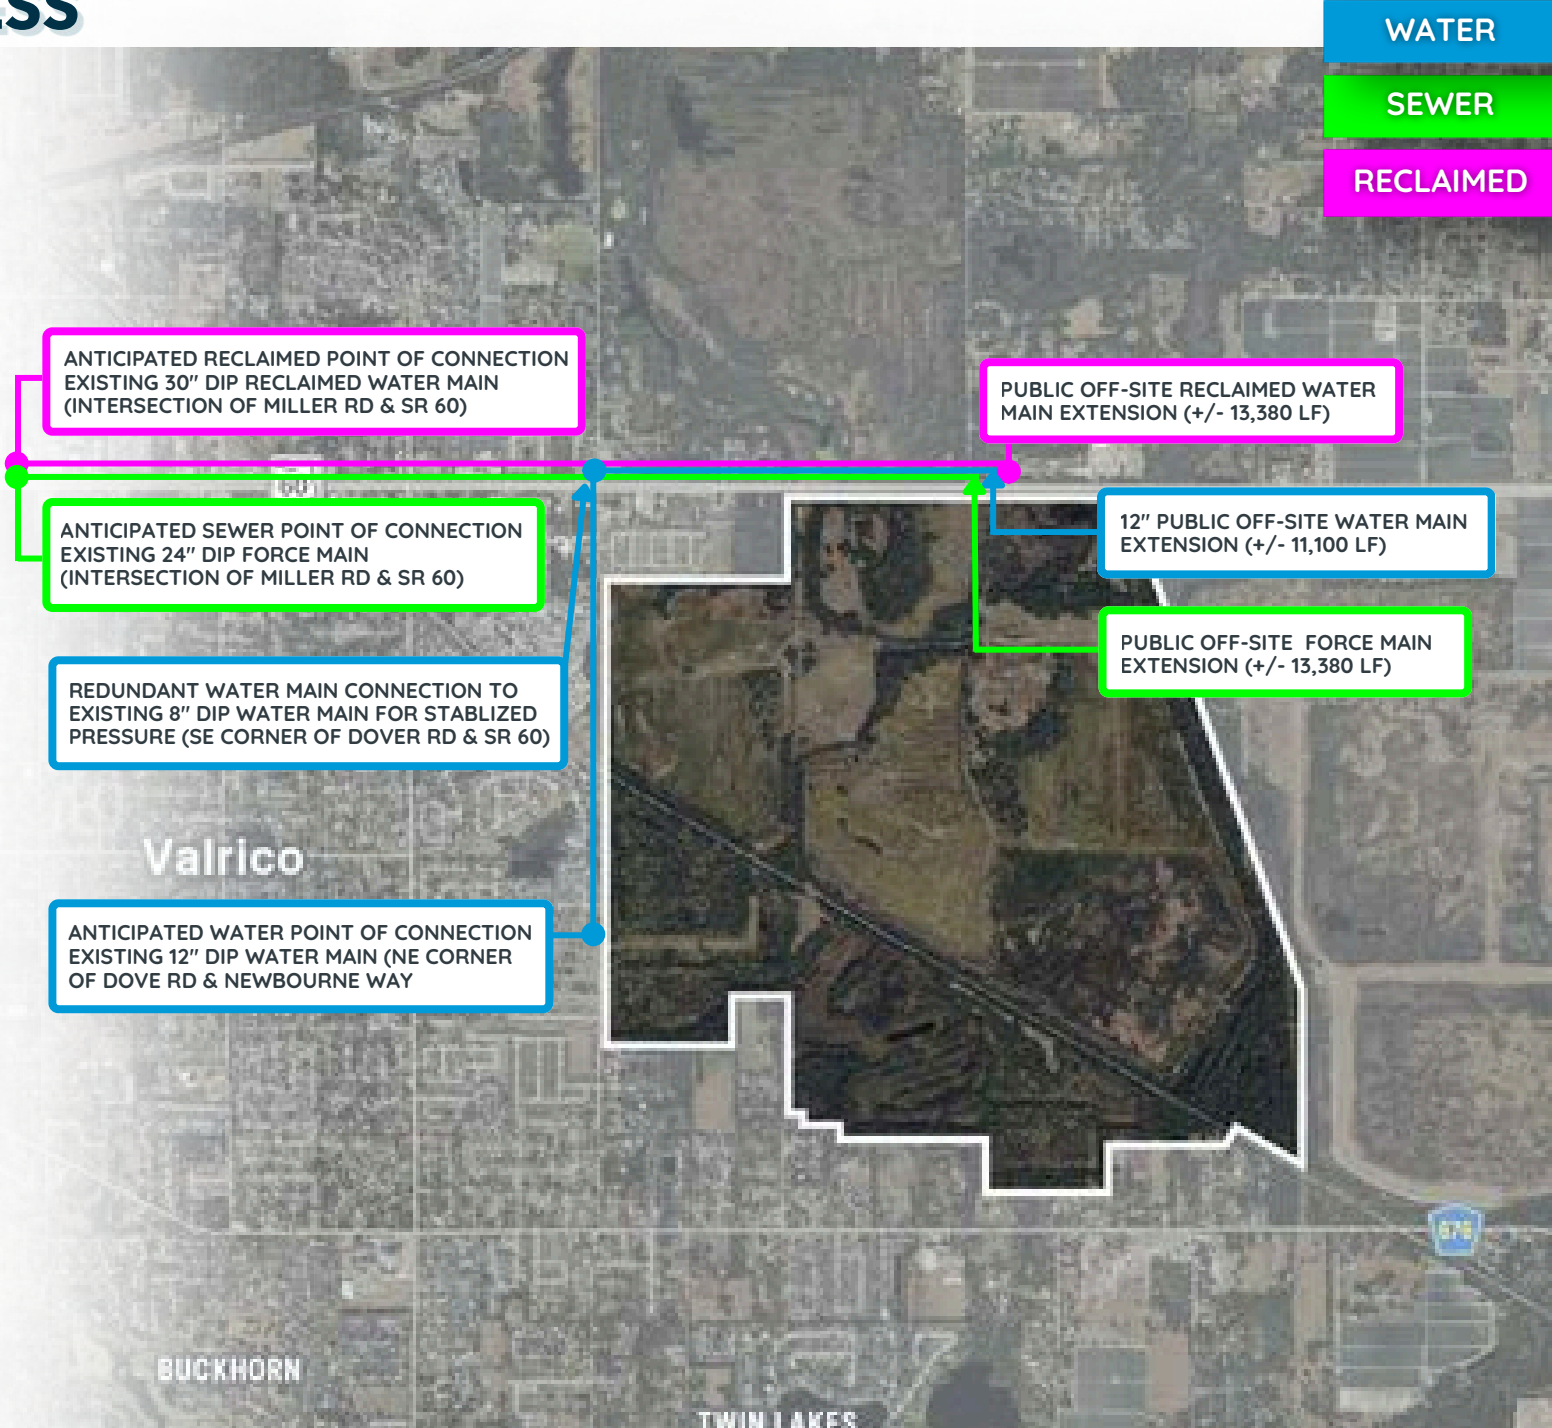 WATER
SEWER
RECLAIMED
ANTICIPATED RECLAIMED POINT OF CONNECTION
EXISTING 30" DIP RECLAIMED WATER MAIN
(INTERSECTION OF MILLER RD & SR 60)
PUBLIC OFF-SITE RECLAIMED WATER
MAIN EXTENSION (+/- 13,380 LF)
60
ANTICIPATED SEWER POINT OF CONNECTION
EXISTING 24" DIP FORCE MAIN
(INTERSECTION OF MILLER RD & SR 60)
12" PUBLIC OFF-SITE WATER MAIN
EXTENSION (+/- 11,100 LF)
PUBLIC OFF-SITE FORCE MAIN
EXTENSION (+/- 13,380 LF)
REDUNDANT WATER MAIN CONNECTION TO
EXISTING 8" DIP WATER MAIN FOR STABLIZED
PRESSURE (SE CORNER OF DOVER RD & SR 60)
Valrico
ANTICIPATED WATER POINT OF CONNECTION
EXISTING 12" DIP WATER MAIN (NE CORNER
OF DOVE RD & NEWBOURNE WAY
BUCKHORN
TWIN LAKES